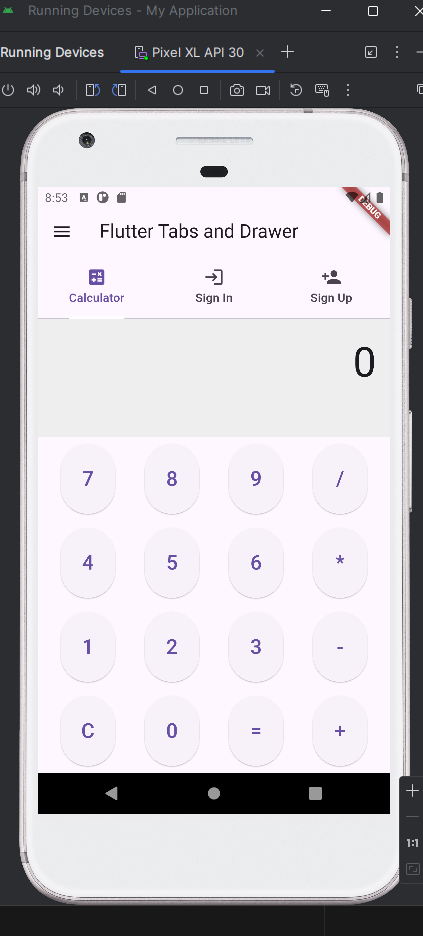 Running Devices - My Application
Running Devices
Pixel XL API 30
8:53
DEBUG
Flutter Tabs and Drawer
Calculator
Sign In
Sign Up
0
7 8 9 /
4 5 6 *
1 2 3 -
C 0 = +
1:1